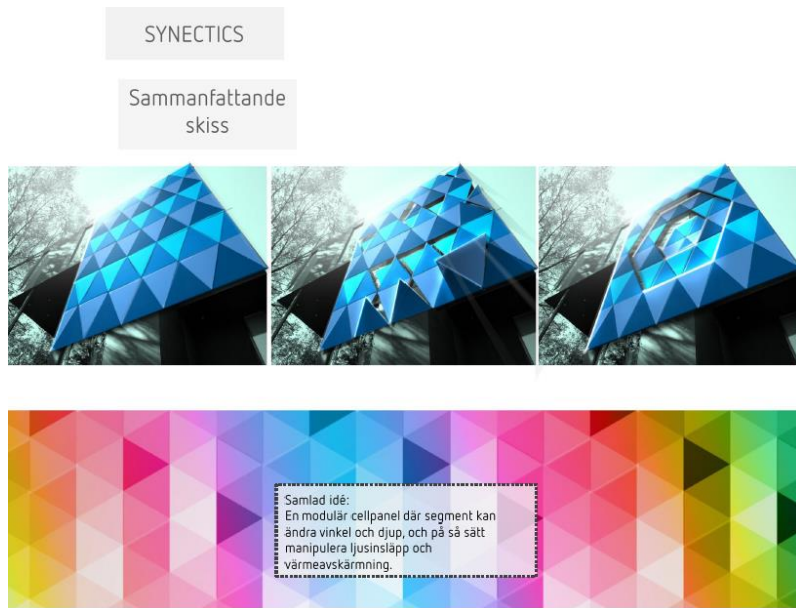 SYNECTICS
Sammanfattande
skiss
Samlad idé:
En modulär cellpanel där segment kan
ändra vinkel och djup, och på så sätt
manipulera ljusinsläpp och
värmeavskärmning.